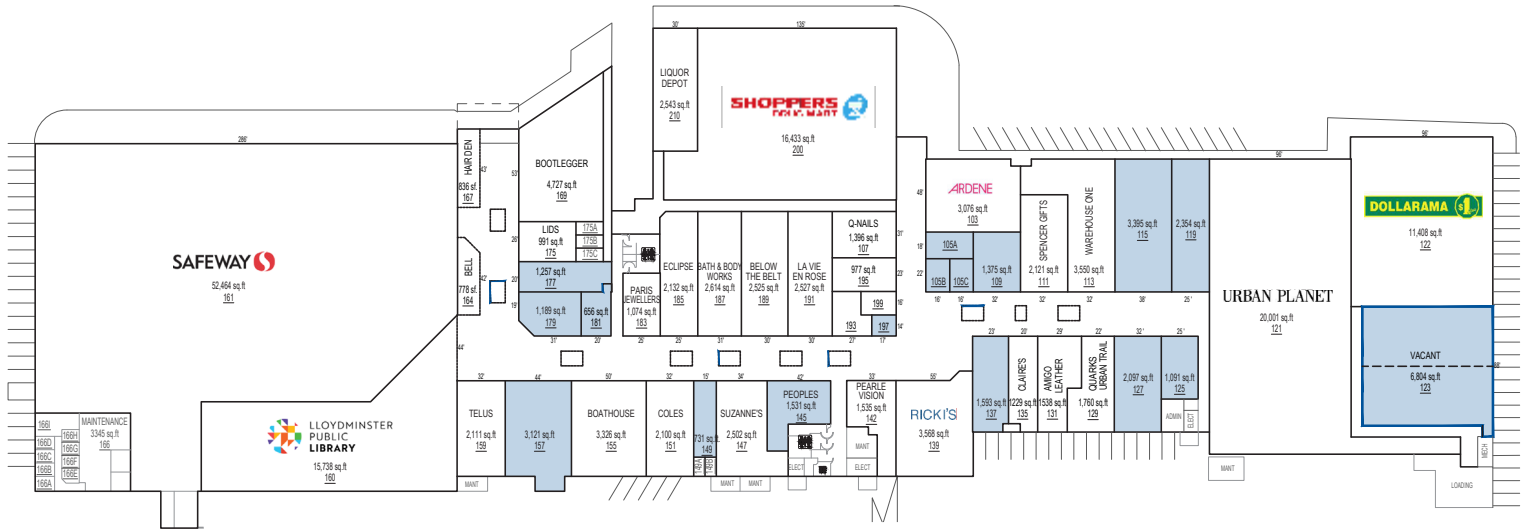 286'
SAFEWAY
52,464 sq.ft
161
MAINTENANCE
3345 sq.ft
166
166I
166H
166D
166G
166C
166F
166B
166E
166A
LLOYDMINSTER
PUBLIC
LIBRARY
15,738 sq.ft
160
HAIR DEN
836 sf.
167
43'
BELL
778 sf.
164
42'
44'
53'
BOOTLEGGER
4,727 sq.ft
169
26'
LIDS
991 sq.ft
175
175A
175B
175C
20'
1,257 sq.ft
177
19'
1,189 sq.ft
179
656 sq.ft
181
31'
20'
PARIS
JEWELLERS
1,074 sq.ft
183
25'
ECLIPSE
2,132 sq.ft
185
25'
BATH & BODY
WORKS
2,614 sq.ft
187
31'
BELOW
THE BELT
2,525 sq.ft
189
30'
LA VIE
EN ROSE
2,527 sq.ft
191
30'
Q-NAILS
1,396 sq.ft
107
31'
977 sq.ft
195
23'
199
16'
193
197
14'
27'
17'
30'
LIQUOR
DEPOT
2,543 sq.ft
210
135'
SHOPPERS
DRUG MART
16,433 sq.ft
200
48'
ARDENE
3,076 sq.ft
103
18'
105A
22'
105B
105C
1,375 sq.ft
109
16'
16'
32'
SPENCER GIFTS
2,121 sq.ft
111
32'
WAREHOUSE ONE
3,550 sq.ft
113
32'
3,395 sq.ft
115
38'
2,354 sq.ft
119
25'
96'
URBAN PLANET
20,001 sq.ft
121
96'
DOLLARAMA $1
11,408 sq.ft
122
VACANT
6,804 sq.ft
123
MECH
LOADING
MANT
32'
TELUS
2,111 sq.ft
159
MANT
44'
3,121 sq.ft
157
50'
BOATHOUSE
3,326 sq.ft
155
32'
COLES
2,100 sq.ft
151
15'
731 sq.ft
149
149A
149B
34'
SUZANNE'S
2,502 sq.ft
147
MANT
MANT
42'
PEOPLES
1,531 sq.ft
145
ELECT
33'
PEARLE
VISION
1,535 sq.ft
142
MANT
ELECT
55'
RICKI'S
3,568 sq.ft
139
23'
1,593 sq.ft
137
20'
CLAIRE'S
1229 sq.ft
135
29'
AMIGO
LEATHER
1538 sq.ft
131
22'
QUARKS
URBAN TRAIL
1,760 sq.ft
129
32'
2,097 sq.ft
127
25'
1,091 sq.ft
125
ADMIN
ELECT